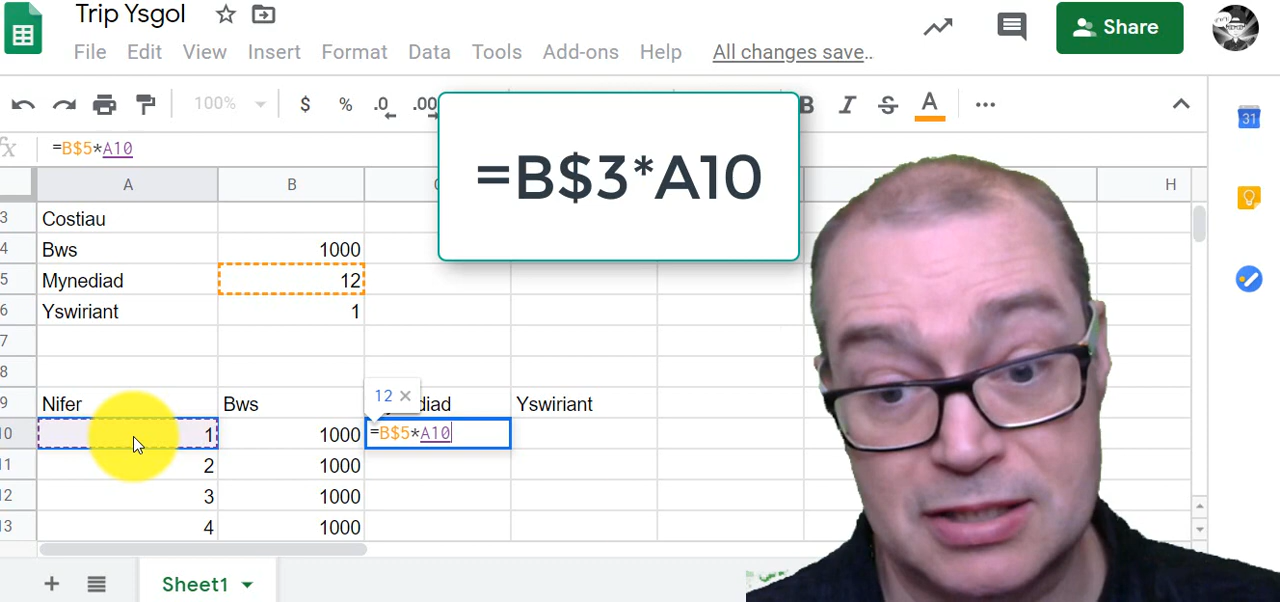 Trip Ysgol
File Edit View Insert Format Data Tools Add-ons Help All changes save..
Share
100% $ % .0 .00 B I S A ...
=B$3*A10
31
fx =B$5*A10
A B H
3 Costiau
4 Bws 1000
5 Mynediad 12
6 Yswiriant 1
7
8
12 ×
9 Nifer Bws Yswiriant
10 1 1000 =B$5*A10
11 2 1000
12 3 1000
13 4 1000
+ Sheet1